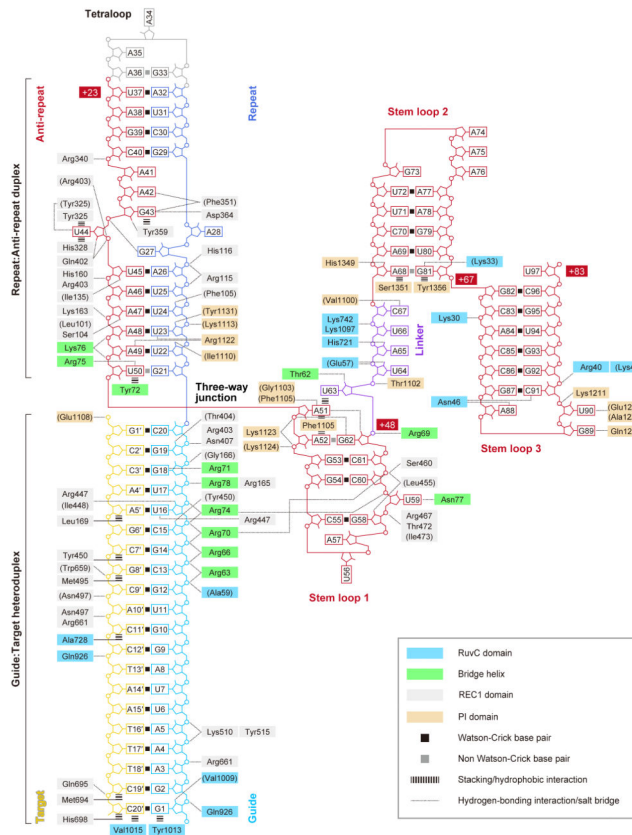 Tetraloop
A34
A35
A36 G33
+23
U37 A32
A38 U31
G39 C30
C40 G29
Anti-repeat
Repeat
Repeat:Anti-repeat duplex
Arg340
A41
(Arg403)
A42
(Phe351)
(Tyr325)
G43
Asp364
Tyr325
U44
Tyr359
A28
His328
G27
His116
Gln402
His160
U45 A26
Arg403
Arg115
(Ile135)
A46 U25
(Phe105)
Lys163
A47 U24
(Tyr1131)
(Leu101)
(Lys1113)
Ser104
A48 U23
Arg1122
Lys76
A49 U22
(Ile1110)
Arg75
U50 G21
Tyr72
Three-way
junction
Stem loop 2
A74
A75
A76
G73
U72 A77
U71 A78
C70 G79
A69 U80
His1349
A68 G81
(Lys33)
Ser1351
Tyr1356
+67
(Val1100)
C67
Lys742
Lys1097
U66
His721
A65
Linker
(Glu57)
U64
Thr62
Thr1102
U63
(Gly1103)
(Phe1105)
A51
Phe1105
+48
Lys1123
A52 G62
Arg69
(Lys1124)
G53 C61
G54 C60
Ser460
(Leu455)
U59
Asn77
C55 G58
Arg467
Thr472
(Ile473)
A57
U56
Stem loop 1
U97
+83
G82 C96
Lys30
G83 C95
A84 U94
C85 G93
C86 G92
Arg40
(Lys
G87 C91
Asn46
Lys1211
A88
U90
G89
Stem loop 3
Guide:Target heteroduplex
(Glu1108)
G1' C20
(Thr404)
Arg403
C2' G19
Asn407
(Gly166)
C3' G18
Arg71
A4' U17
Arg78
Arg165
Arg447
(Tyr450)
(Ile448)
A5' U16
Arg74
Leu169
Arg447
G6' C15
Arg70
Tyr450
C7' G14
Arg66
(Trp659)
G8' C13
Arg63
Met495
(Asn497)
C9' G12
(Ala59)
Asn497
A10' U11
Arg661
C11' G10
Ala728
C12' G9
Gln926
T13' A8
A14' U7
A15' U6
T16' A5
Lys510 Tyr515
T17' A4
Arg661
T18' A3
(Val1009)
Gln695
C19' G2
Met694
C20' G1
Gln926
His698
Val1015 Tyr1013
Target
Guide
RuvC domain
Bridge helix
REC1 domain
PI domain
Watson-Crick base pair
Non Watson-Crick base pair
Stacking/hydrophobic interaction
Hydrogen-bonding interaction/salt bridge